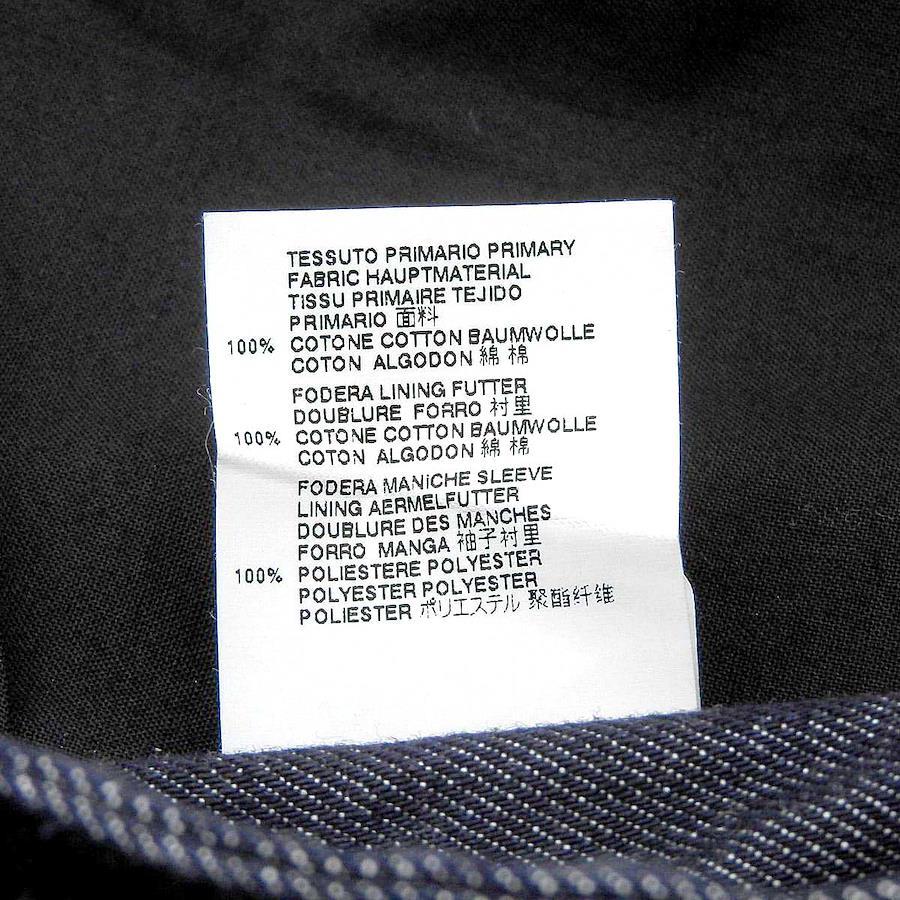 TESSUTO PRIMARIO PRIMARY
FABRIC HAUPTMATERIAL
TISSU PRIMAIRE TEJIDO
PRIMARIO 面料
100% COTONE COTTON BAUMWOLLE
COTON ALGODON 綿 棉
FODERA LINING FUTTER
DOUBLURE FORRO 衬里
100% COTONE COTTON BAUMWOLLE
COTON ALGODON 綿 棉
FODERA MANICHE SLEEVE
LINING AERMELFUTTER
DOUBLURE DES MANCHES
FORRO MANGA 袖子衬里
100% POLIESTERE POLYESTER
POLYESTER POLYESTER
POLIESTER ポリエステル 聚酯纤维